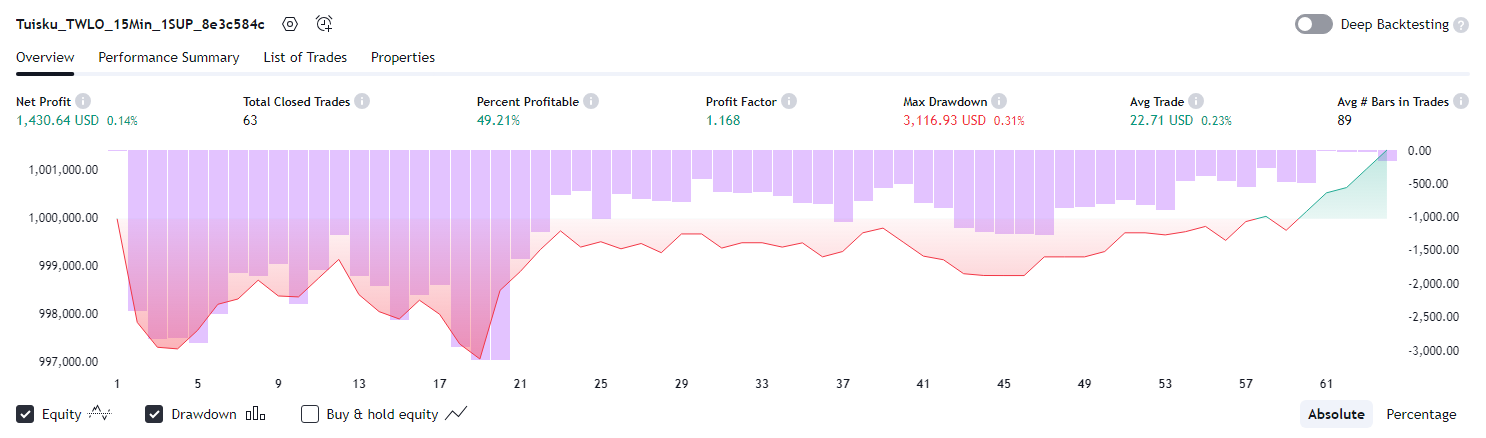 Tuisku_TWLO_15Min_1SUP_8e3c584c
Deep Backtesting ?
Overview Performance Summary List of Trades Properties
Net Profit i Total Closed Trades i Percent Profitable i Profit Factor i Max Drawdown i Avg Trade i Avg # Bars in Trades i
1,430.64 USD 0.14% 63 49.21% 1.168 3,116.93 USD 0.31% 22.71 USD 0.23% 89
0.00
1,001,000.00
-500.00
1,000,000.00 -1,000.00
-1,500.00
999,000.00
-2,000.00
998,000.00 -2,500.00
997,000.00 -3,000.00
1 5 9 13 17 21 25 29 33 37 41 45 49 53 57 61
Equity Drawdown Buy & hold equity Absolute Percentage